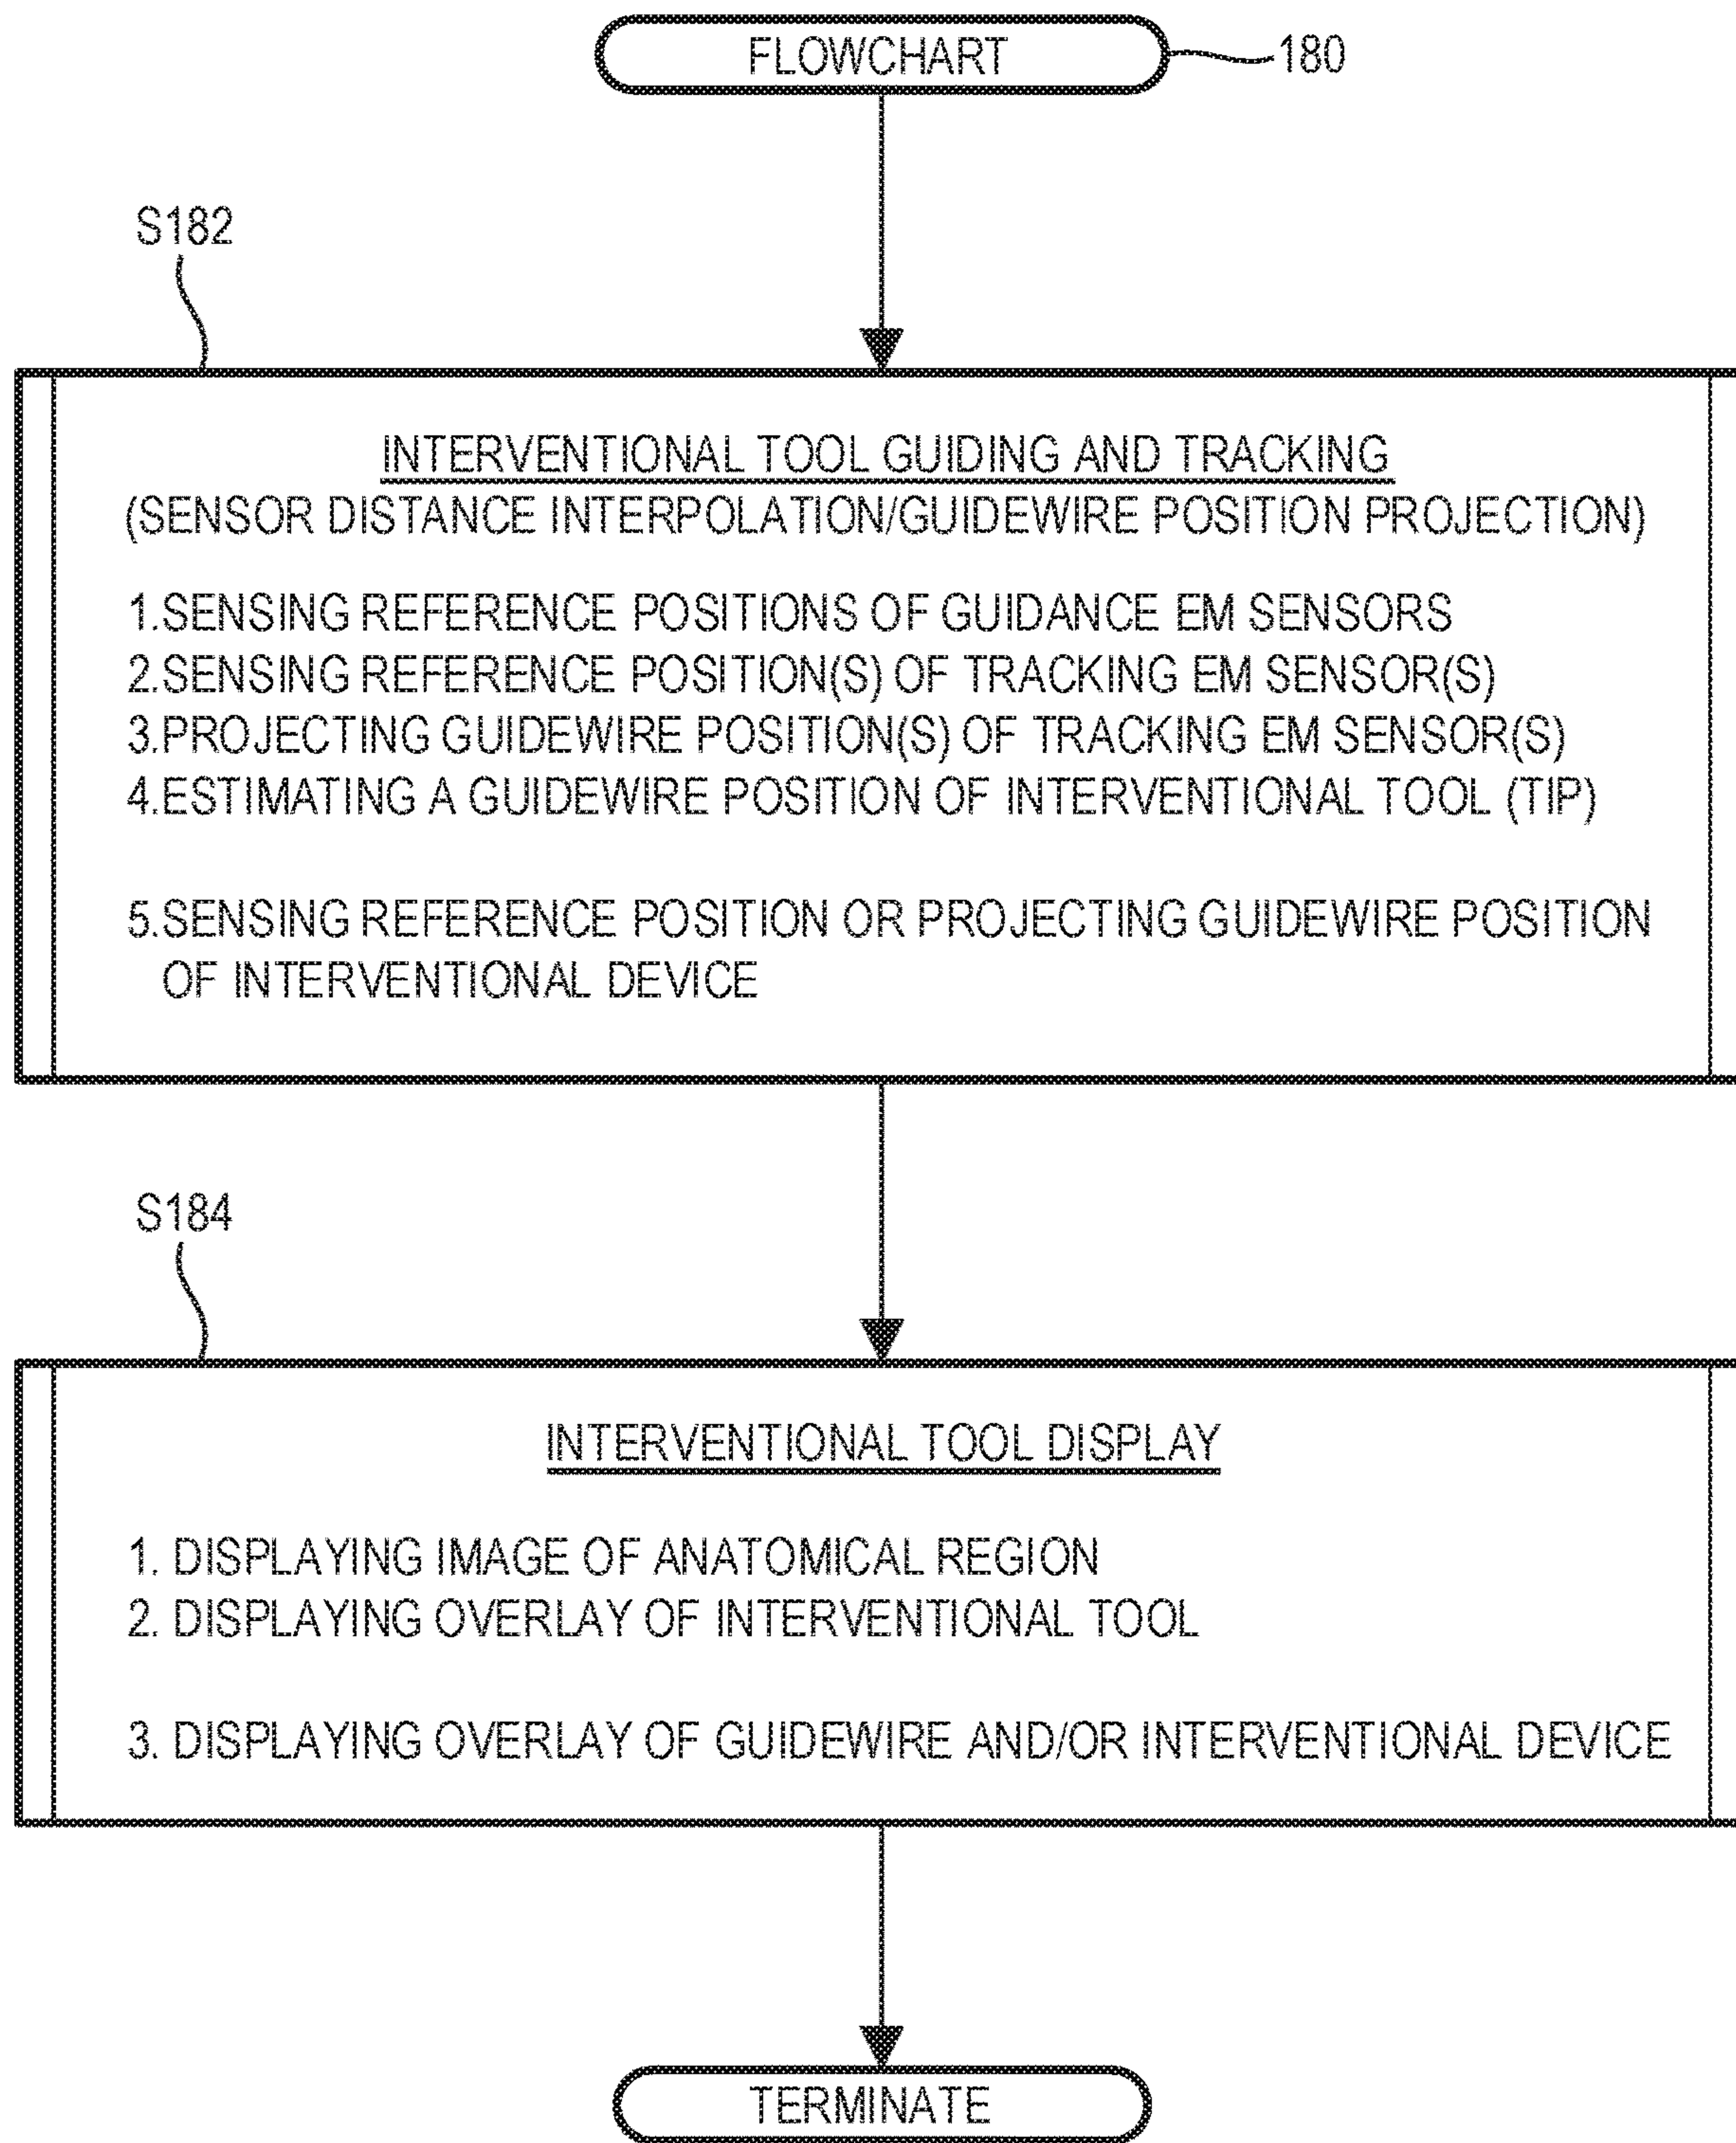 FLOWCHART
180
S182
INTERVENTIONAL TOOL GUIDING AND TRACKING
(SENSOR DISTANCE INTERPOLATION/GUIDEWIRE POSITION PROJECTION)
1.SENSING REFERENCE POSITIONS OF GUIDANCE EM SENSORS
2.SENSING REFERENCE POSITION(S) OF TRACKING EM SENSOR(S)
3.PROJECTING GUIDEWIRE POSITION(S) OF TRACKING EM SENSOR(S)
4.ESTIMATING A GUIDEWIRE POSITION OF INTERVENTIONAL TOOL (TIP)
5.SENSING REFERENCE POSITION OR PROJECTING GUIDEWIRE POSITION
OF INTERVENTIONAL DEVICE
S184
INTERVENTIONAL TOOL DISPLAY
1. DISPLAYING IMAGE OF ANATOMICAL REGION
2. DISPLAYING OVERLAY OF INTERVENTIONAL TOOL
3. DISPLAYING OVERLAY OF GUIDEWIRE AND/OR INTERVENTIONAL DEVICE
TERMINATE